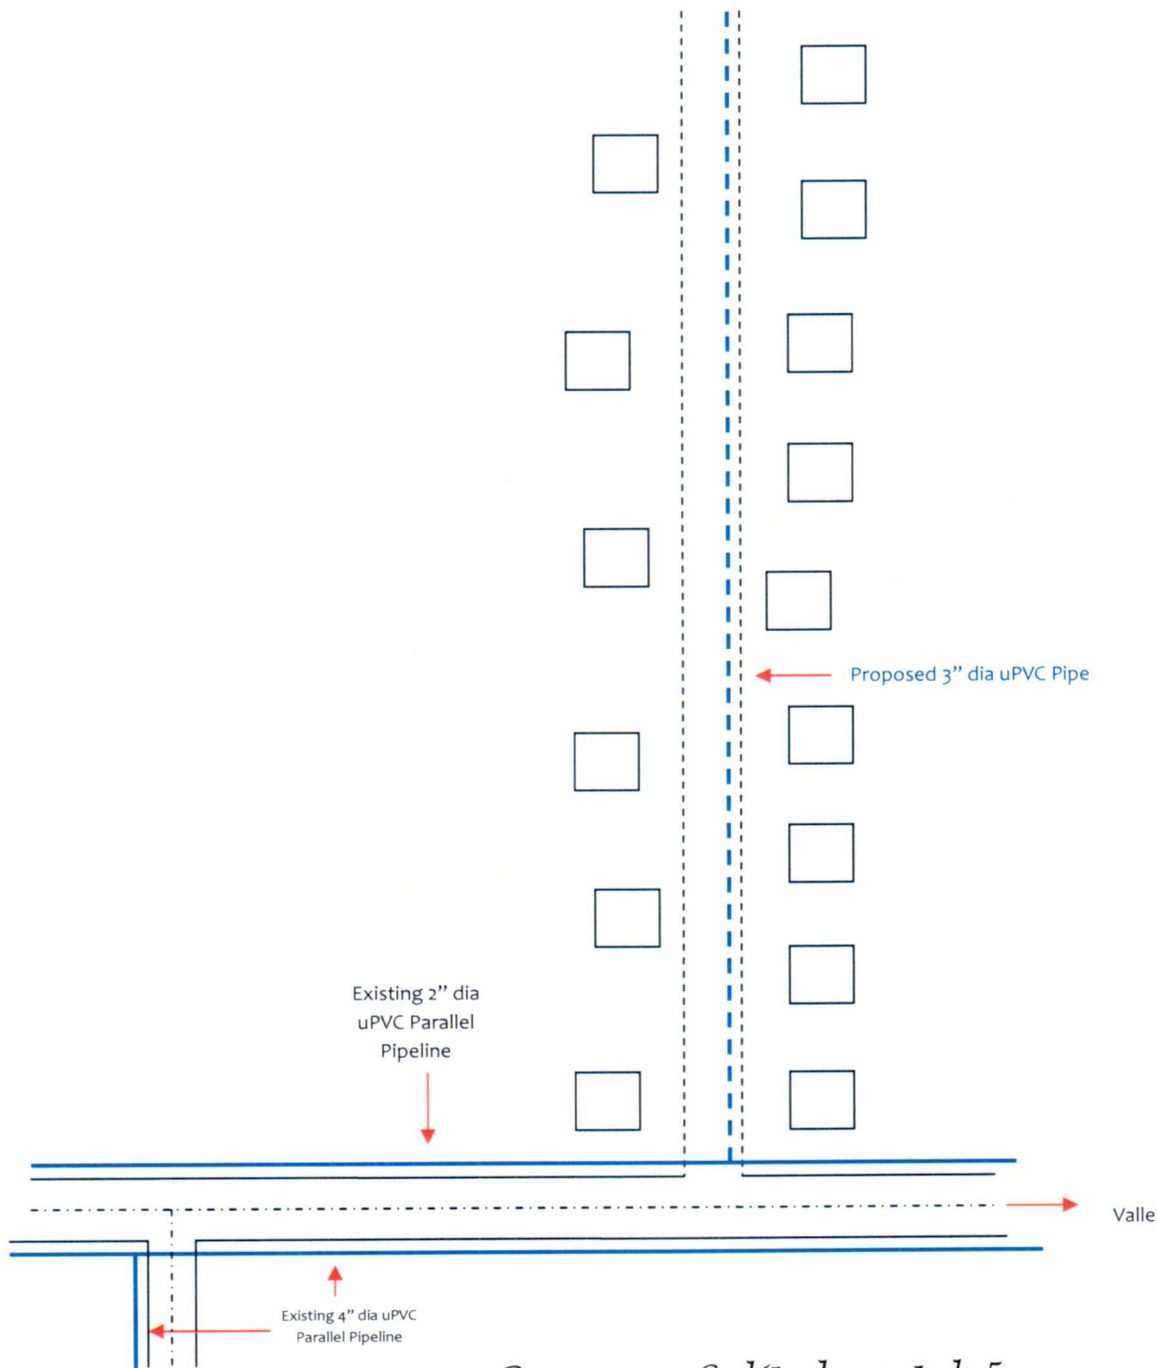 Proposed 3” dia uPVC Pipe
Existing 2” dia
uPVC Parallel
Pipeline
Valle
Existing 4” dia uPVC
Parallel Pipeline